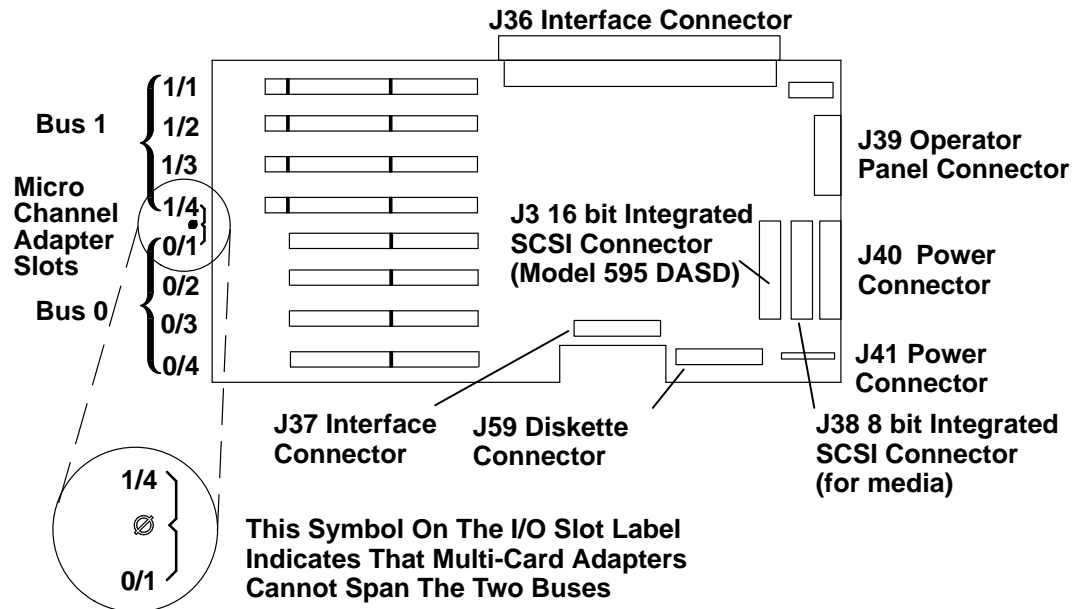 J36 Interface Connector
1/1
Bus 1
1/2
1/3
Micro
Channel
Adapter
Slots
1/4
0/1
0/2
Bus 0
0/3
0/4
J39 Operator
Panel Connector
J3 16 bit Integrated
SCSI Connector
(Model 595 DASD)
J40 Power
Connector
J41 Power
Connector
J37 Interface
Connector
J59 Diskette
Connector
J38 8 bit Integrated
SCSI Connector
(for media)
1/4
0/1
This Symbol On The I/O Slot Label
Indicates That Multi-Card Adapters
Cannot Span The Two Buses